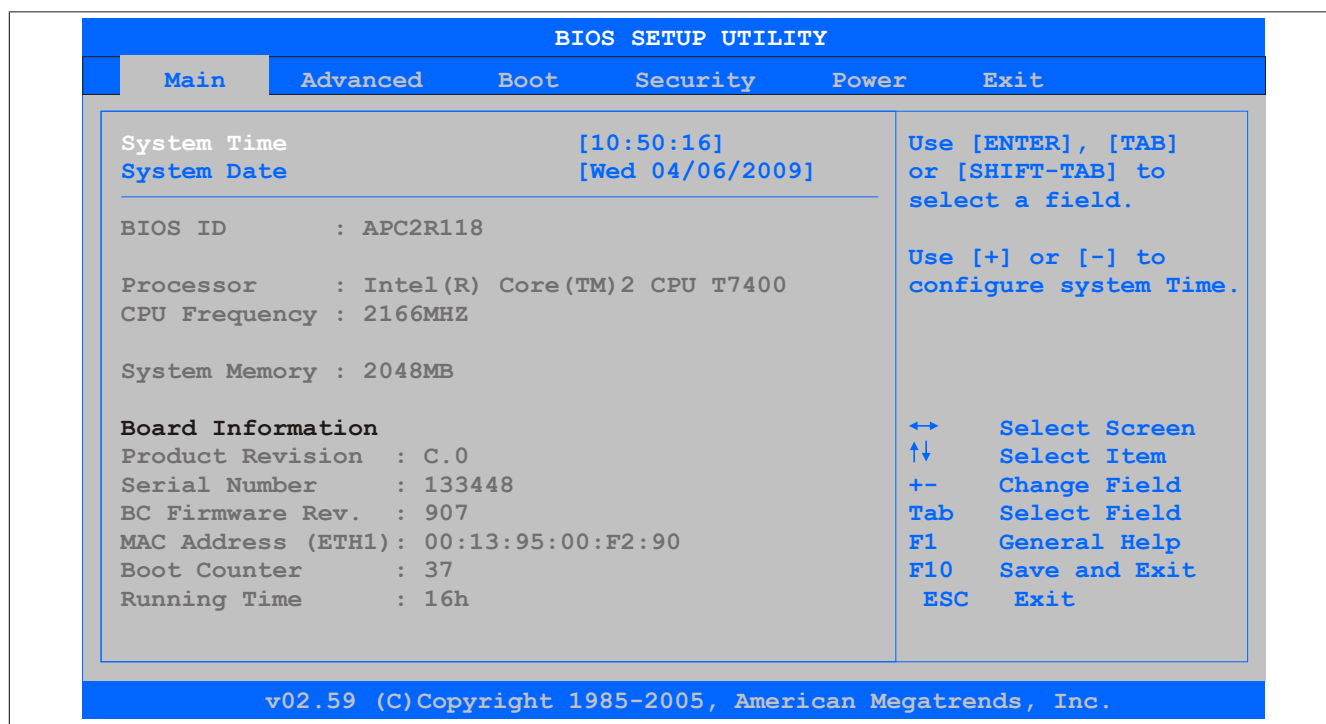 BIOS SETUP UTILITY
Main Advanced Boot Security Power Exit
System Time [10:50:16]
System Date [Wed 04/06/2009]
BIOS ID : APC2R118
Processor : Intel(R) Core(TM)2 CPU T7400
CPU Frequency : 2166MHZ
System Memory : 2048MB
Board Information
Product Revision : C.0
Serial Number : 133448
BC Firmware Rev. : 907
MAC Address (ETH1): 00:13:95:00:F2:90
Boot Counter : 37
Running Time : 16h
Use [ENTER], [TAB]
or [SHIFT-TAB] to
select a field.
Use [+] or [-] to
configure system Time.
↔ Select Screen
↑↓ Select Item
+- Change Field
Tab Select Field
F1 General Help
F10 Save and Exit
ESC Exit
v02.59 (C)Copyright 1985-2005, American Megatrends, Inc.